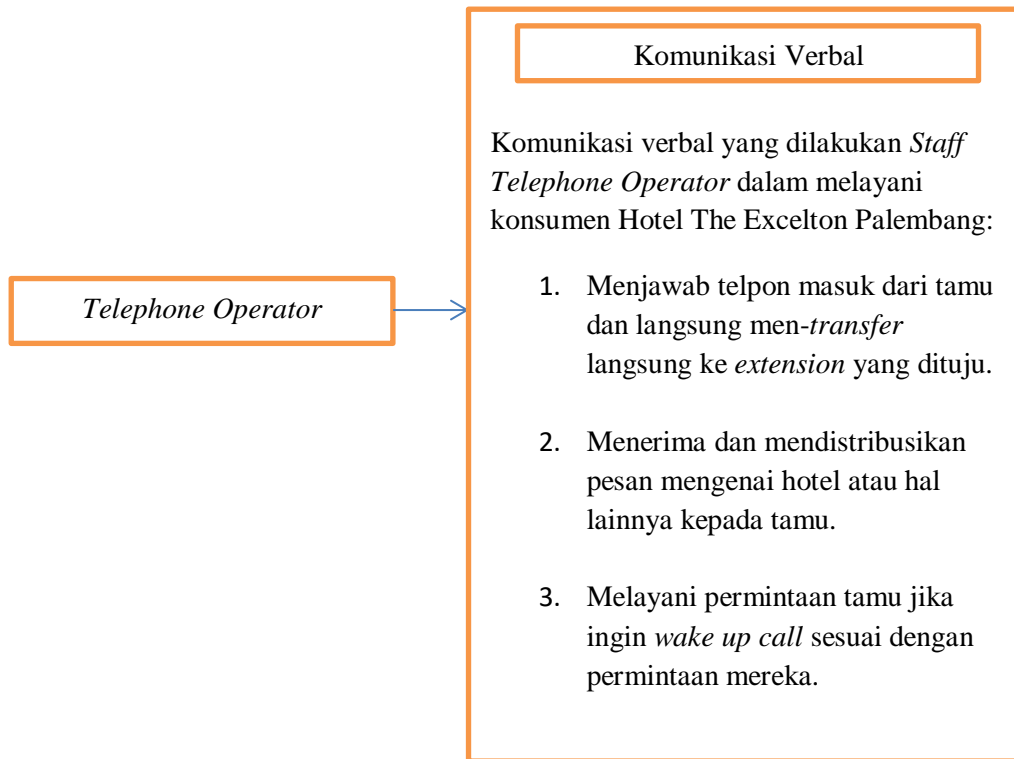 Komunikasi Verbal
Komunikasi verbal yang dilakukan Staff
Telephone Operator dalam melayani
konsumen Hotel The Excelton Palembang:
Telephone Operator
1. Menjawab telpon masuk dari tamu
dan langsung men-transfer
langsung ke extension yang dituju.
2. Menerima dan mendistribusikan
pesan mengenai hotel atau hal
lainnya kepada tamu.
3. Melayani permintaan tamu jika
ingin wake up call sesuai dengan
permintaan mereka.